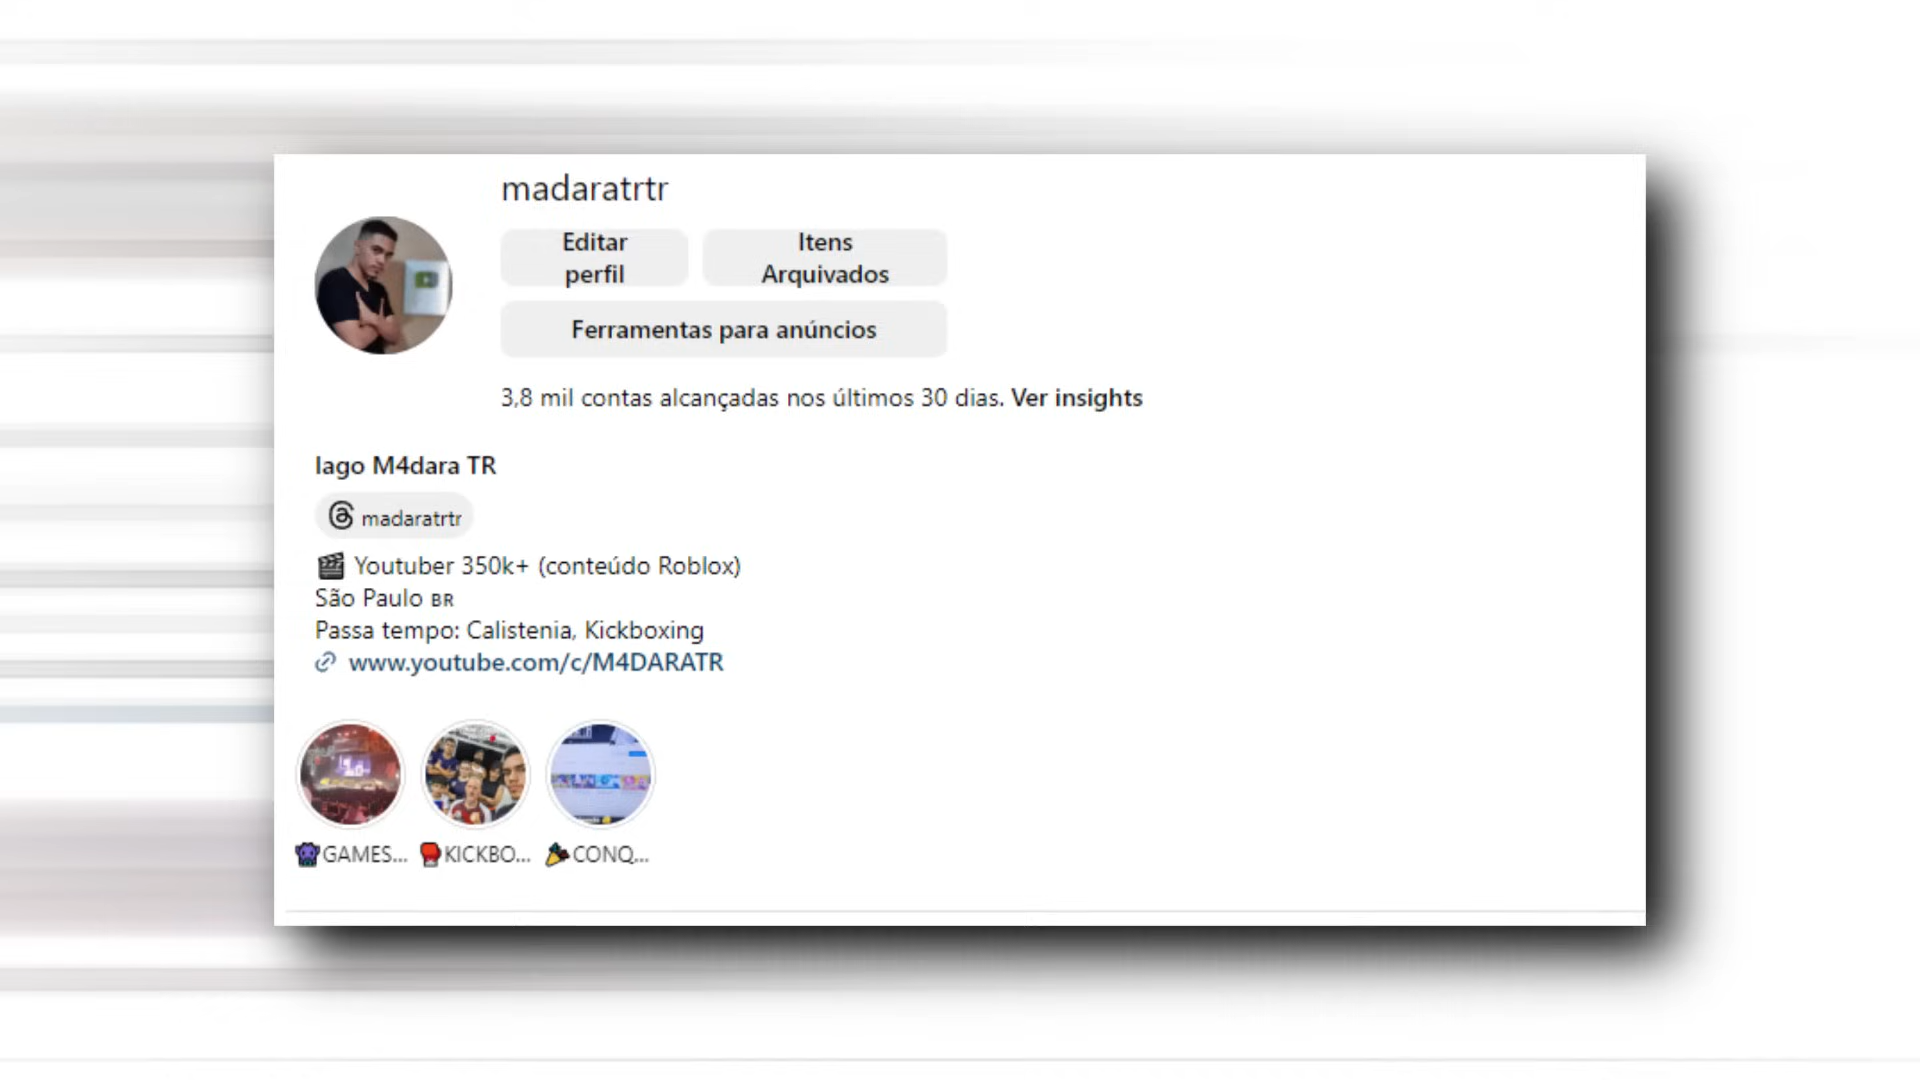 madaratrtr
Editar
perfil
Itens
Arquivados
Ferramentas para anúncios
3,8 mil contas alcançadas nos últimos 30 dias. Ver insights
Iago M4dara TR
madaratrtr
🎬 Youtuber 350k+ (conteúdo Roblox)
São Paulo BR
Passa tempo: Calistenia, Kickboxing
www.youtube.com/c/M4DARATR
👾GAMES...
🥊KICKBO...
🎉CONQ...